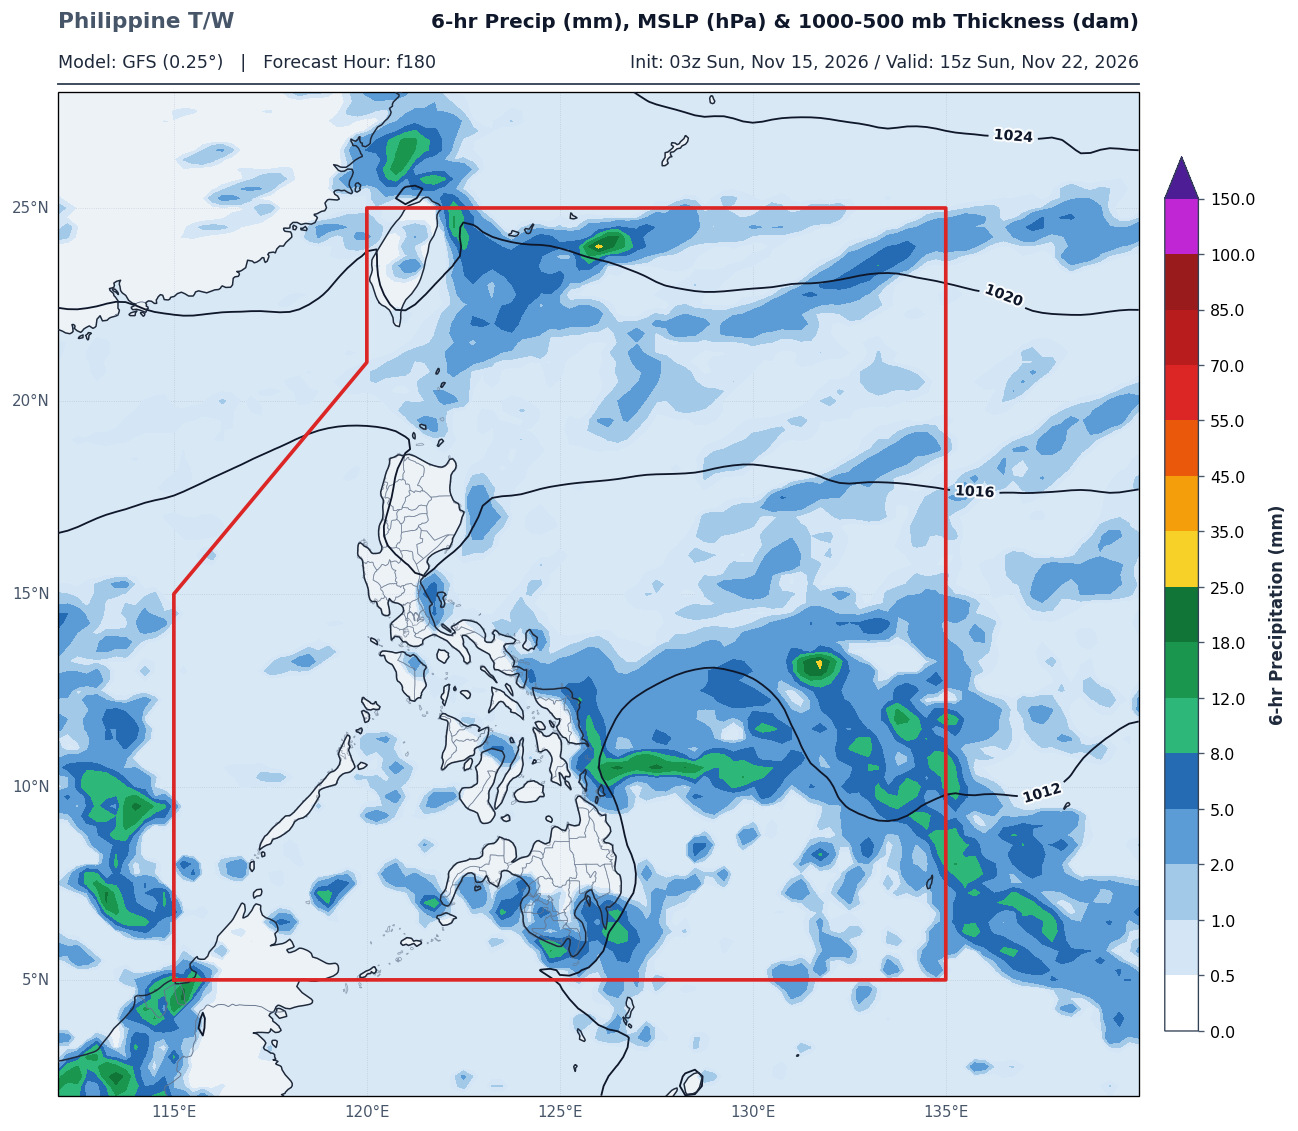 Philippine T/W
6-hr Precip (mm), MSLP (hPa) & 1000-500 mb Thickness (dam)
Model: GFS (0.25°) | Forecast Hour: f180
Init: 03z Sun, Nov 15, 2026 / Valid: 15z Sun, Nov 22, 2026
1024
1020
1016
1012
25°N
20°N
15°N
10°N
5°N
115°E
120°E
125°E
130°E
135°E
150.0
100.0
85.0
70.0
55.0
45.0
35.0
25.0
18.0
12.0
8.0
5.0
2.0
1.0
0.5
0.0
6-hr Precipitation (mm)